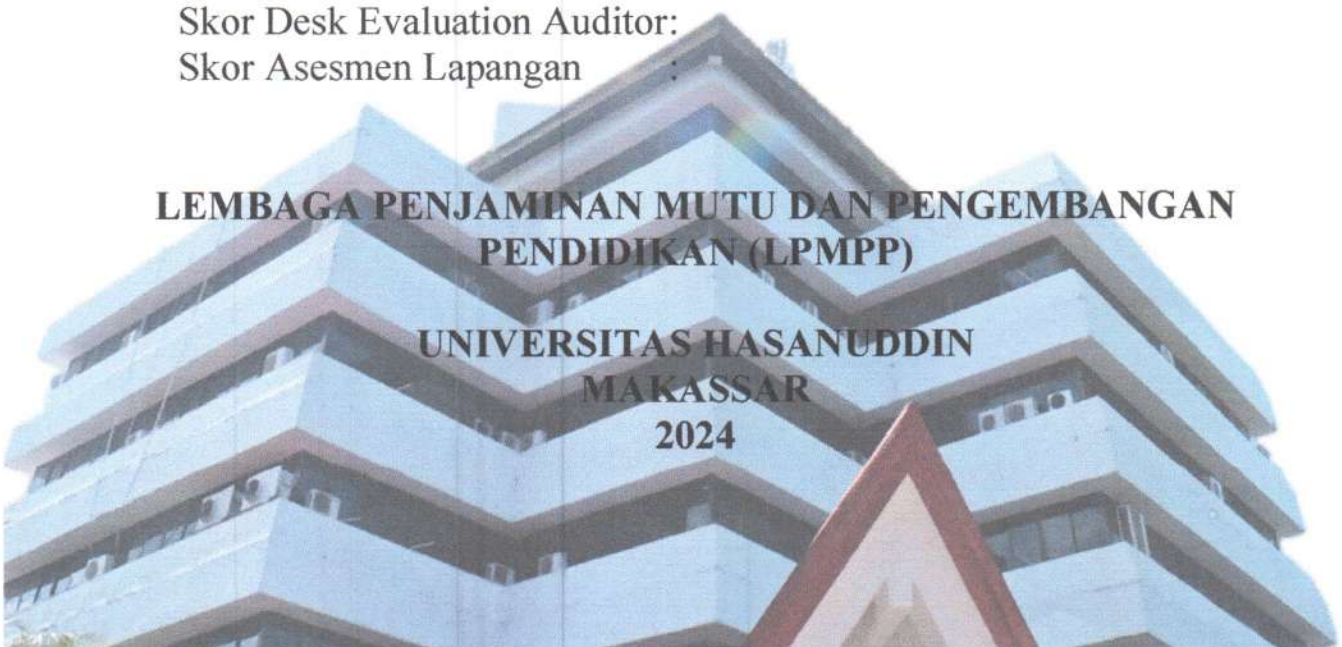 Skor Desk Evaluation Auditor:
Skor Asesmen Lapangan :
LEMBAGA PENJAMINAN MUTU DAN PENGEMBANGAN
PENDIDIKAN (LPMPP)
UNIVERSITAS HASANUDDIN
MAKASSAR
2024